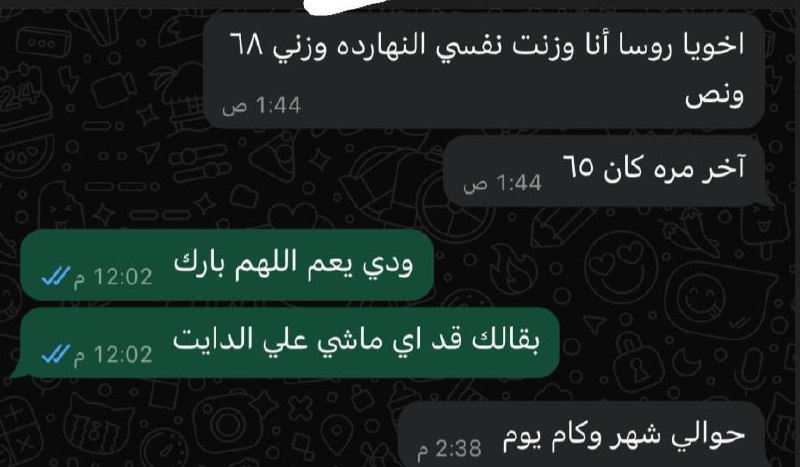 اخويا روسا أنا وزنت نفسي النهارده وزني ٦٨
ونص
1:44 ص
آخر مره كان ٦٥
1:44 ص
ودي يعم اللهم بارك
12:02 م
بقالك قد اي ماشي علي الدايت
12:02 م
حوالي شهر وكام يوم
2:38 م